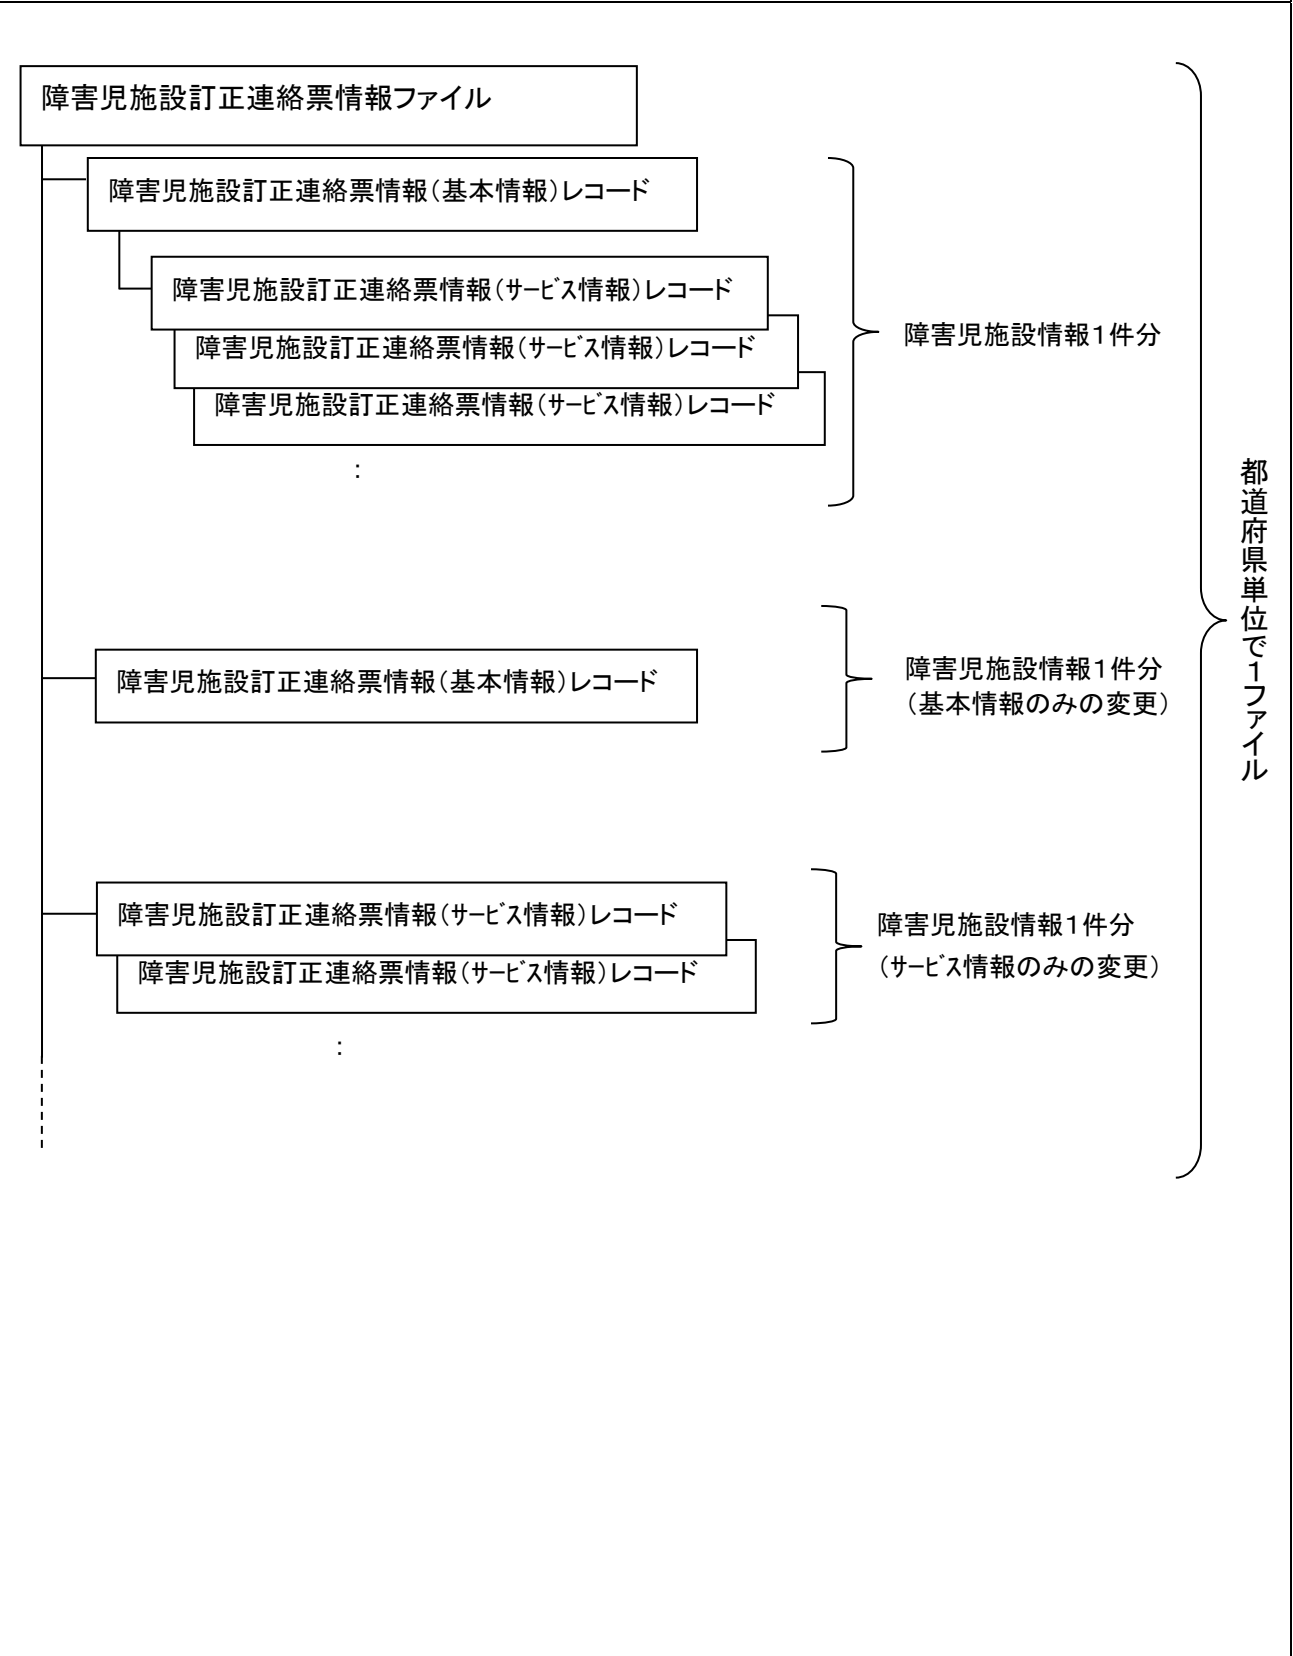 障害児施設訂正連絡票情報ファイル
障害児施設訂正連絡票情報（基本情報）レコード
障害児施設訂正連絡票情報（ｻｰﾋﾞｽ情報）レコード
障害児施設訂正連絡票情報（ｻｰﾋﾞｽ情報）レコード
障害児施設訂正連絡票情報（ｻｰﾋﾞｽ情報）レコード
：
障害児施設情報１件分
障害児施設訂正連絡票情報（基本情報）レコード
障害児施設情報１件分
（基本情報のみの変更）
障害児施設訂正連絡票情報（ｻｰﾋﾞｽ情報）レコード
障害児施設訂正連絡票情報（ｻｰﾋﾞｽ情報）レコード
：
障害児施設情報１件分
（ｻｰﾋﾞｽ情報のみの変更）
都道府県単位で１ファイル